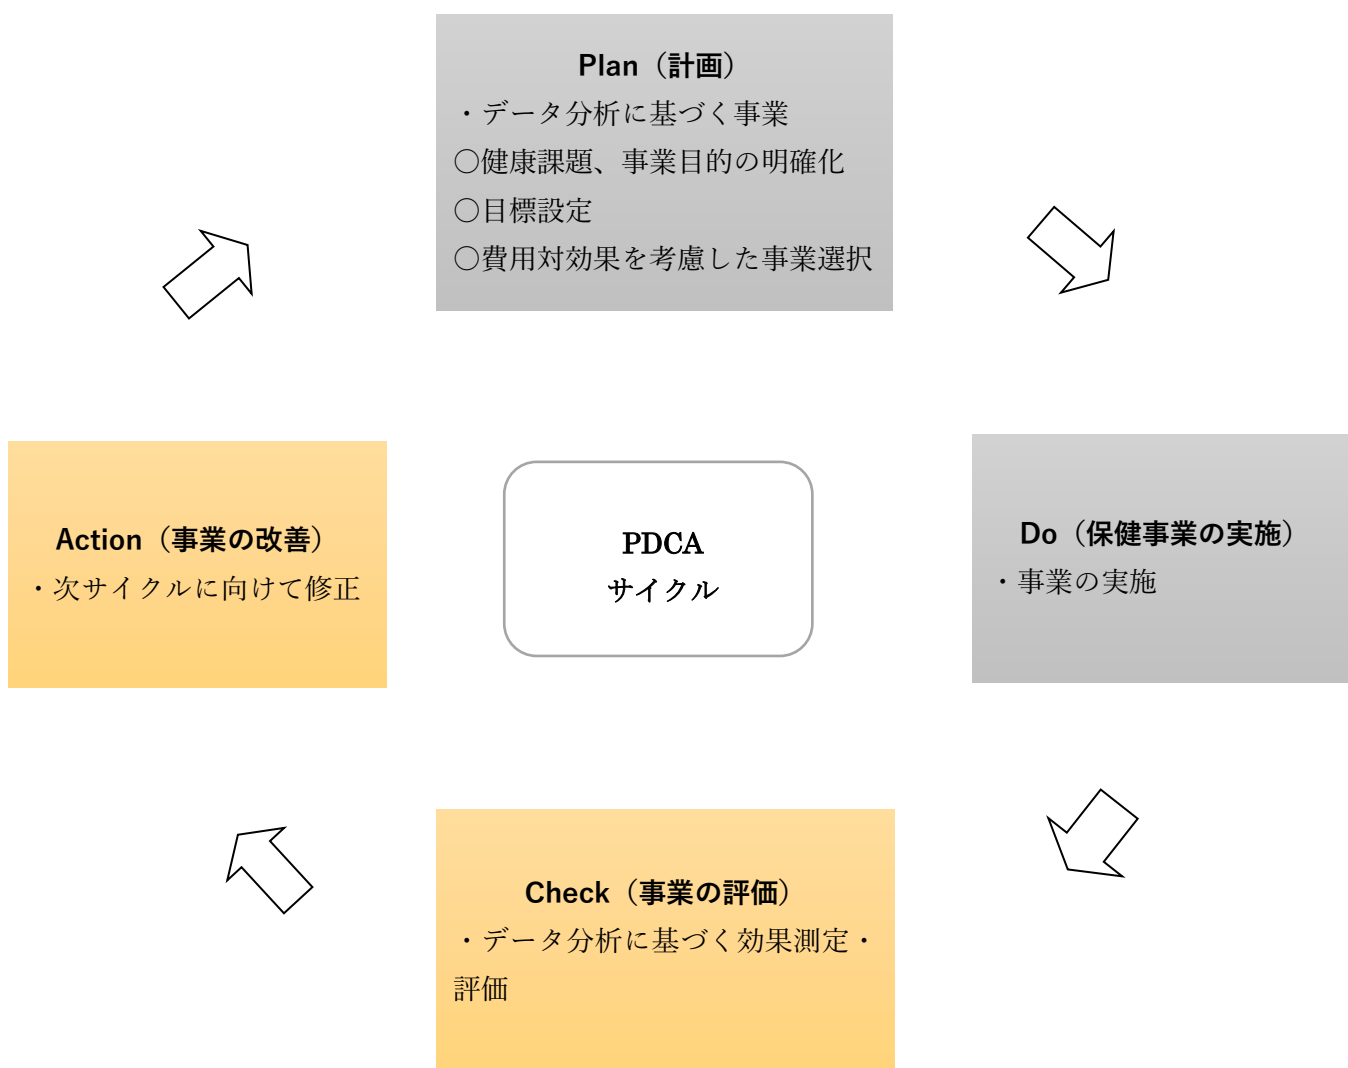 Plan（計画）
・データ分析に基づく事業
〇健康課題、事業目的の明確化
〇目標設定
〇費用対効果を考慮した事業選択
Action（事業の改善）
・次サイクルに向けて修正
PDCA
サイクル
Do（保健事業の実施）
・事業の実施
Check（事業の評価）
・データ分析に基づく効果測定・
評価